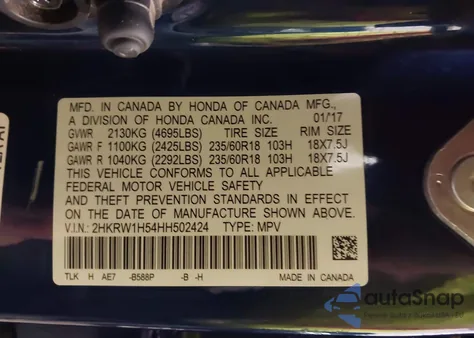 MFD. IN CANADA BY HONDA OF CANADA MFG.,
A DIVISION OF HONDA CANADA INC. 01/17
GVWR 2130KG (4695LBS) TIRE SIZE RIM SIZE
GAWR F 1100KG (2425LBS) 235/60R18 103H 18X7.5J
GAWR R 1040KG (2292LBS) 235/60R18 103H 18X7.5J
THIS VEHICLE CONFORMS TO ALL APPLICABLE
FEDERAL MOTOR VEHICLE SAFETY
AND THEFT PREVENTION STANDARDS IN EFFECT
ON THE DATE OF MANUFACTURE SHOWN ABOVE.
V.I.N.: 2HKRW1H54HH502424 TYPE: MPV
TLK H AE7 -B588P -B -H
MADE IN CANADA
autoSnap